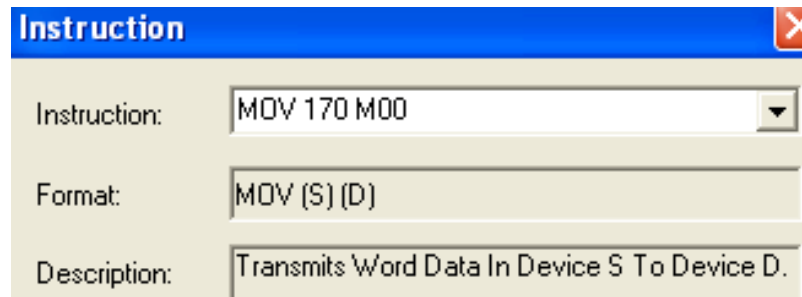 Instruction
Instruction: MOV 170 M00
Format: MOV (S) (D)
Description: Transmits Word Data In Device S To Device D.